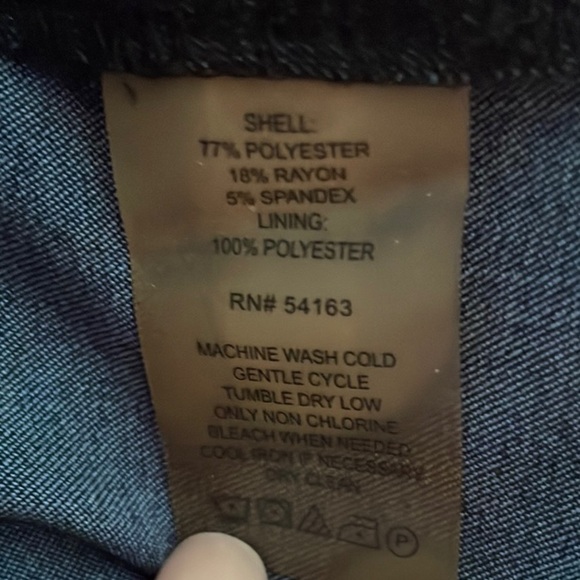 SHELL:
77% POLYESTER
18% RAYON
5% SPANDEX
LINING:
100% POLYESTER
RN# 54163
MACHINE WASH COLD
GENTLE CYCLE
TUMBLE DRY LOW
ONLY NON CHLORINE
BLEACH WHEN NEEDED
COOL IRON IF NECESSARY
DRY CLEAN
P